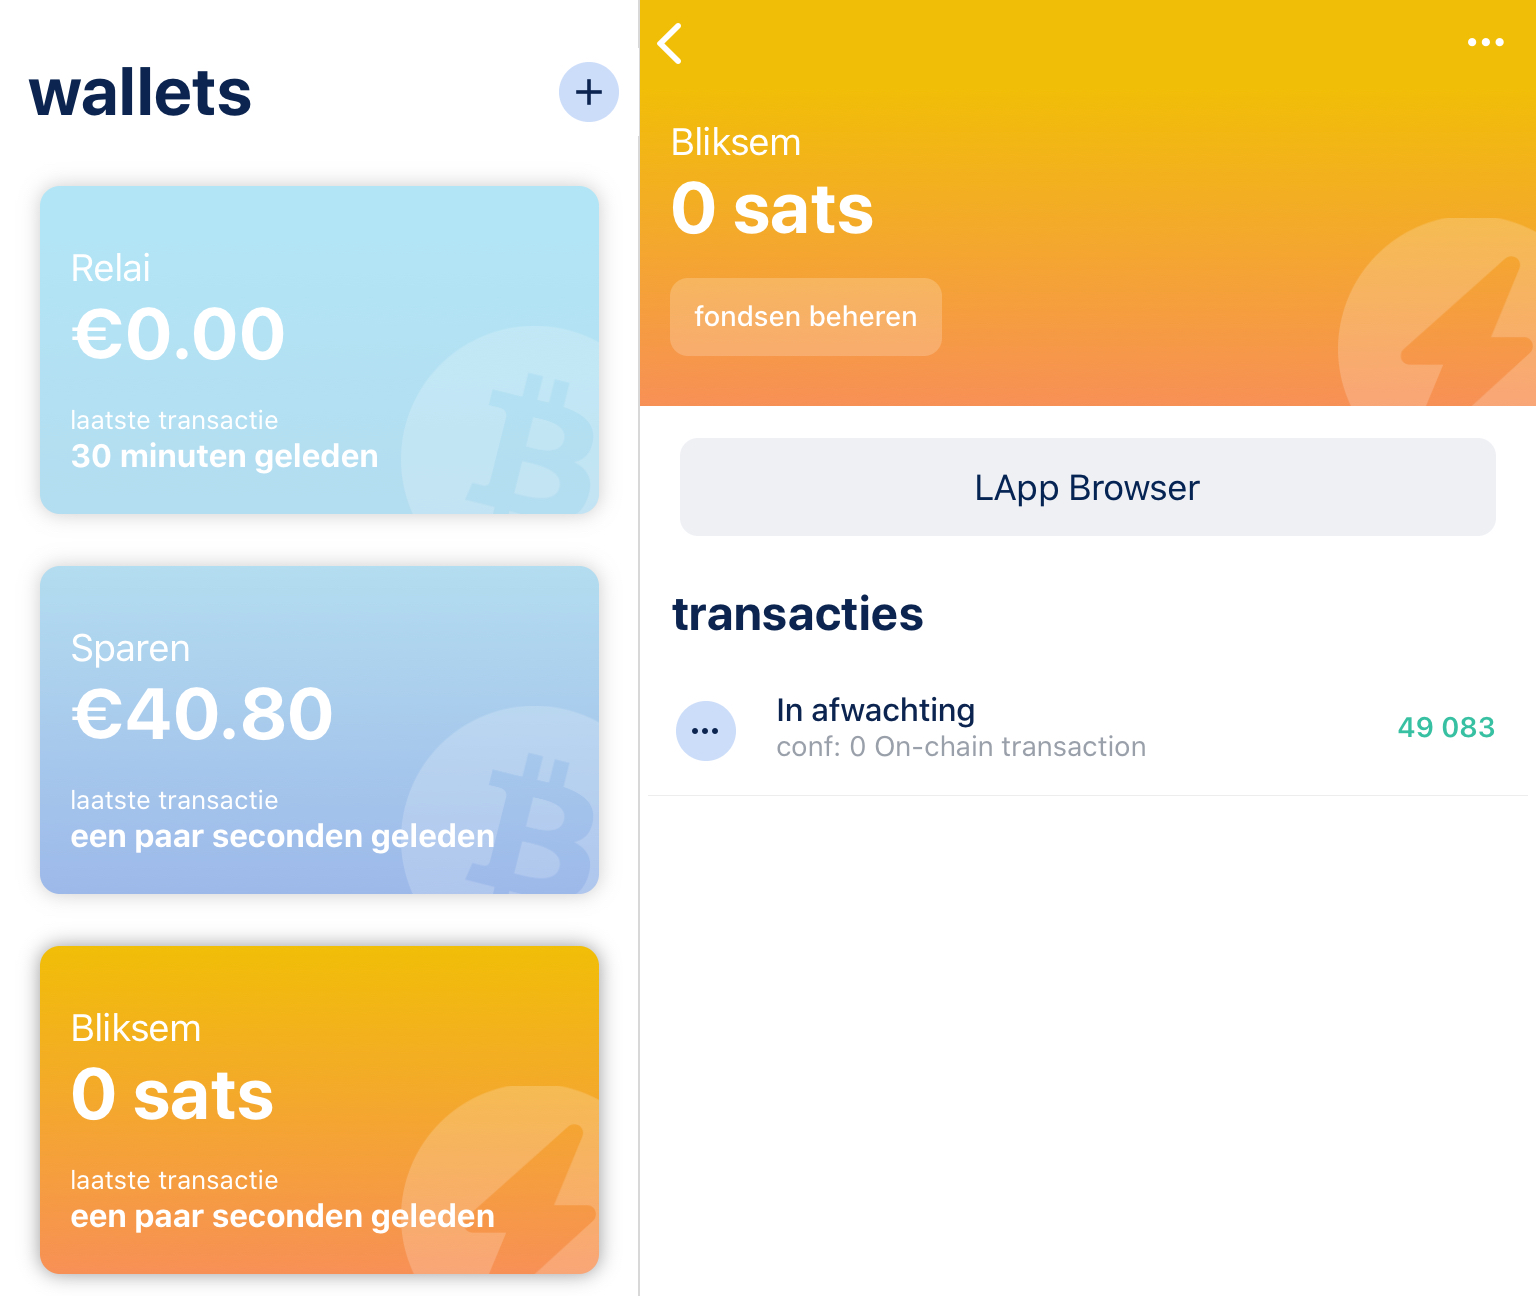 wallets
Relai
€0.00
laatste transactie
30 minuten geleden
Sparen
€40.80
laatste transactie
een paar seconden geleden
Bliksem
0 sats
laatste transactie
een paar seconden geleden
Bliksem
0 sats
fondsen beheren
LApp Browser
transacties
In afwachting
49 083
conf: 0 On-chain transaction